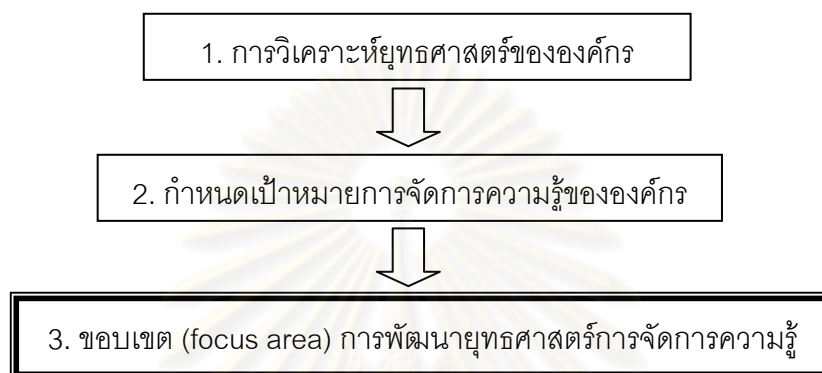 1. การวิเคราะห์ยุทธศาสตร์ขององค์กร
2. กำหนดเป้าหมายการจัดการความรู้ขององค์กร
3. ขอบเขต (focus area) การพัฒนายุทธศาสตร์การจัดการความรู้